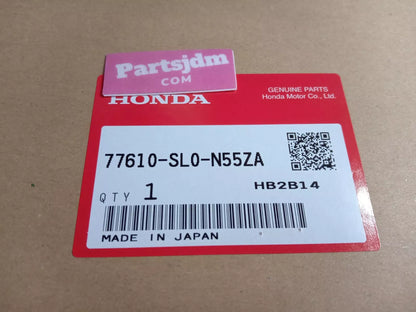 Partsjdm
COM
HONDA
GENUINE PARTS
Honda Motor Co., Ltd.
77610-SL0-N55ZA
QTY 1
HB2B14
MADE IN JAPAN